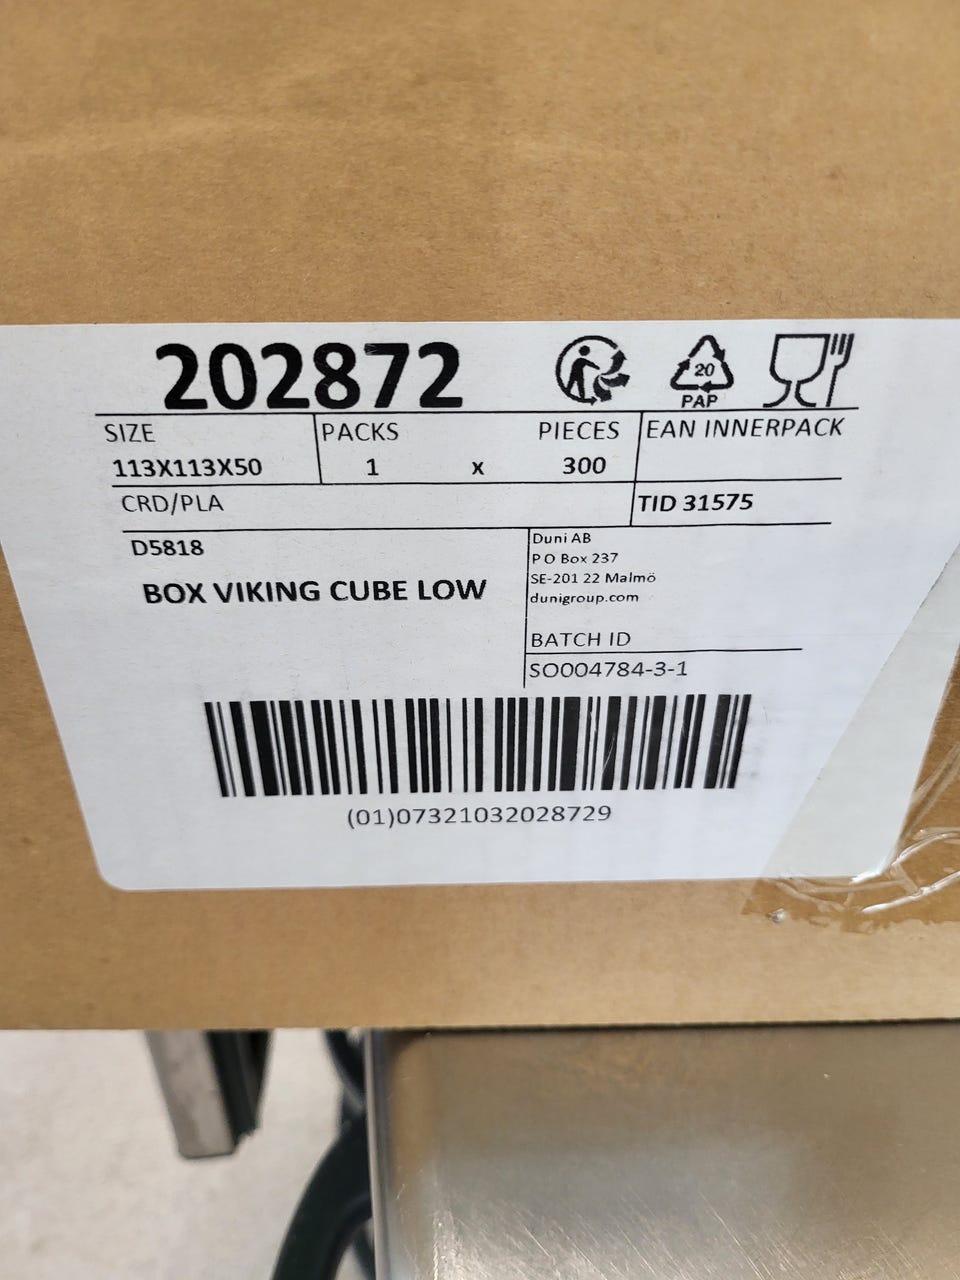 202872
20
PAP
SIZE PACKS PIECES EAN INNERPACK
113X113X50 1 x 300
CRD/PLA TID 31575
D5818
BOX VIKING CUBE LOW
Duni AB
P O Box 237
SE-201 22 Malmö
dunigroup.com
BATCH ID
SO004784-3-1
(01)07321032028729